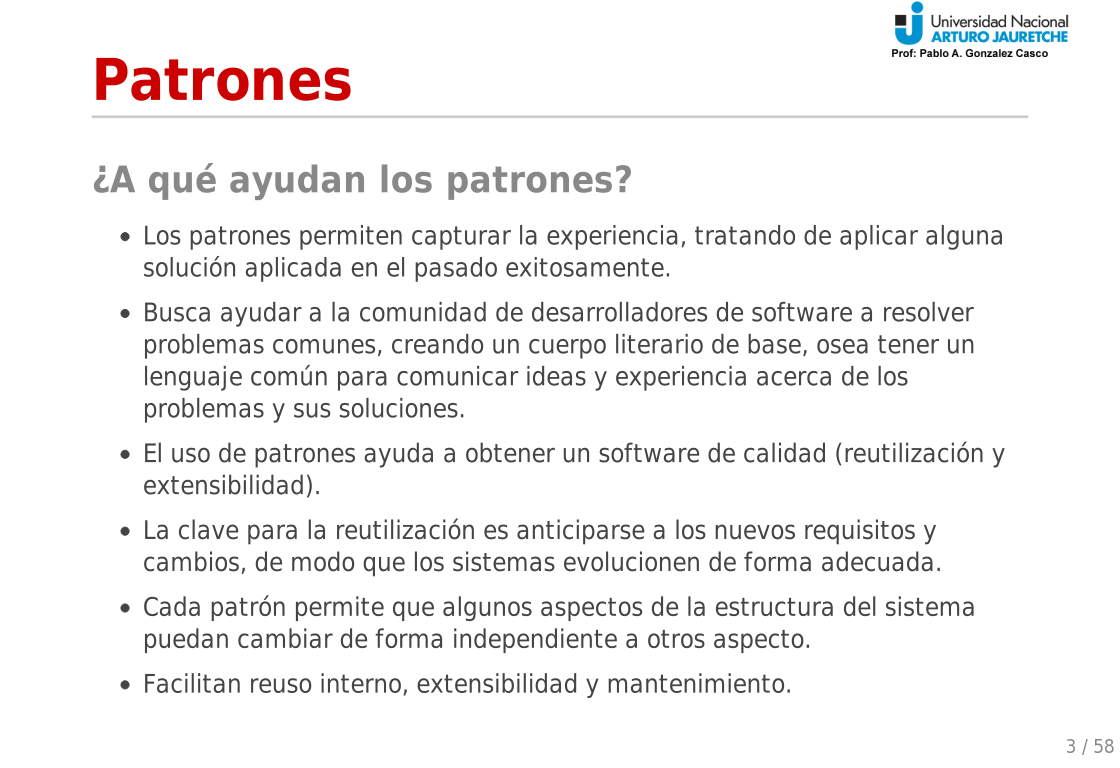 Universidad Nacional
ARTURO JAURETCHE
Prof: Pablo A. Gonzalez Casco
Patrones
¿A qué ayudan los patrones?
• Los patrones permiten capturar la experiencia, tratando de aplicar alguna
solución aplicada en el pasado exitosamente.
• Busca ayudar a la comunidad de desarrolladores de software a resolver
problemas comunes, creando un cuerpo literario de base, osea tener un
lenguaje común para comunicar ideas y experiencia acerca de los
problemas y sus soluciones.
• El uso de patrones ayuda a obtener un software de calidad (reutilización y
extensibilidad).
• La clave para la reutilización es anticiparse a los nuevos requisitos y
cambios, de modo que los sistemas evolucionen de forma adecuada.
• Cada patrón permite que algunos aspectos de la estructura del sistema
puedan cambiar de forma independiente a otros aspecto.
• Facilitan reuso interno, extensibilidad y mantenimiento.
3 / 58